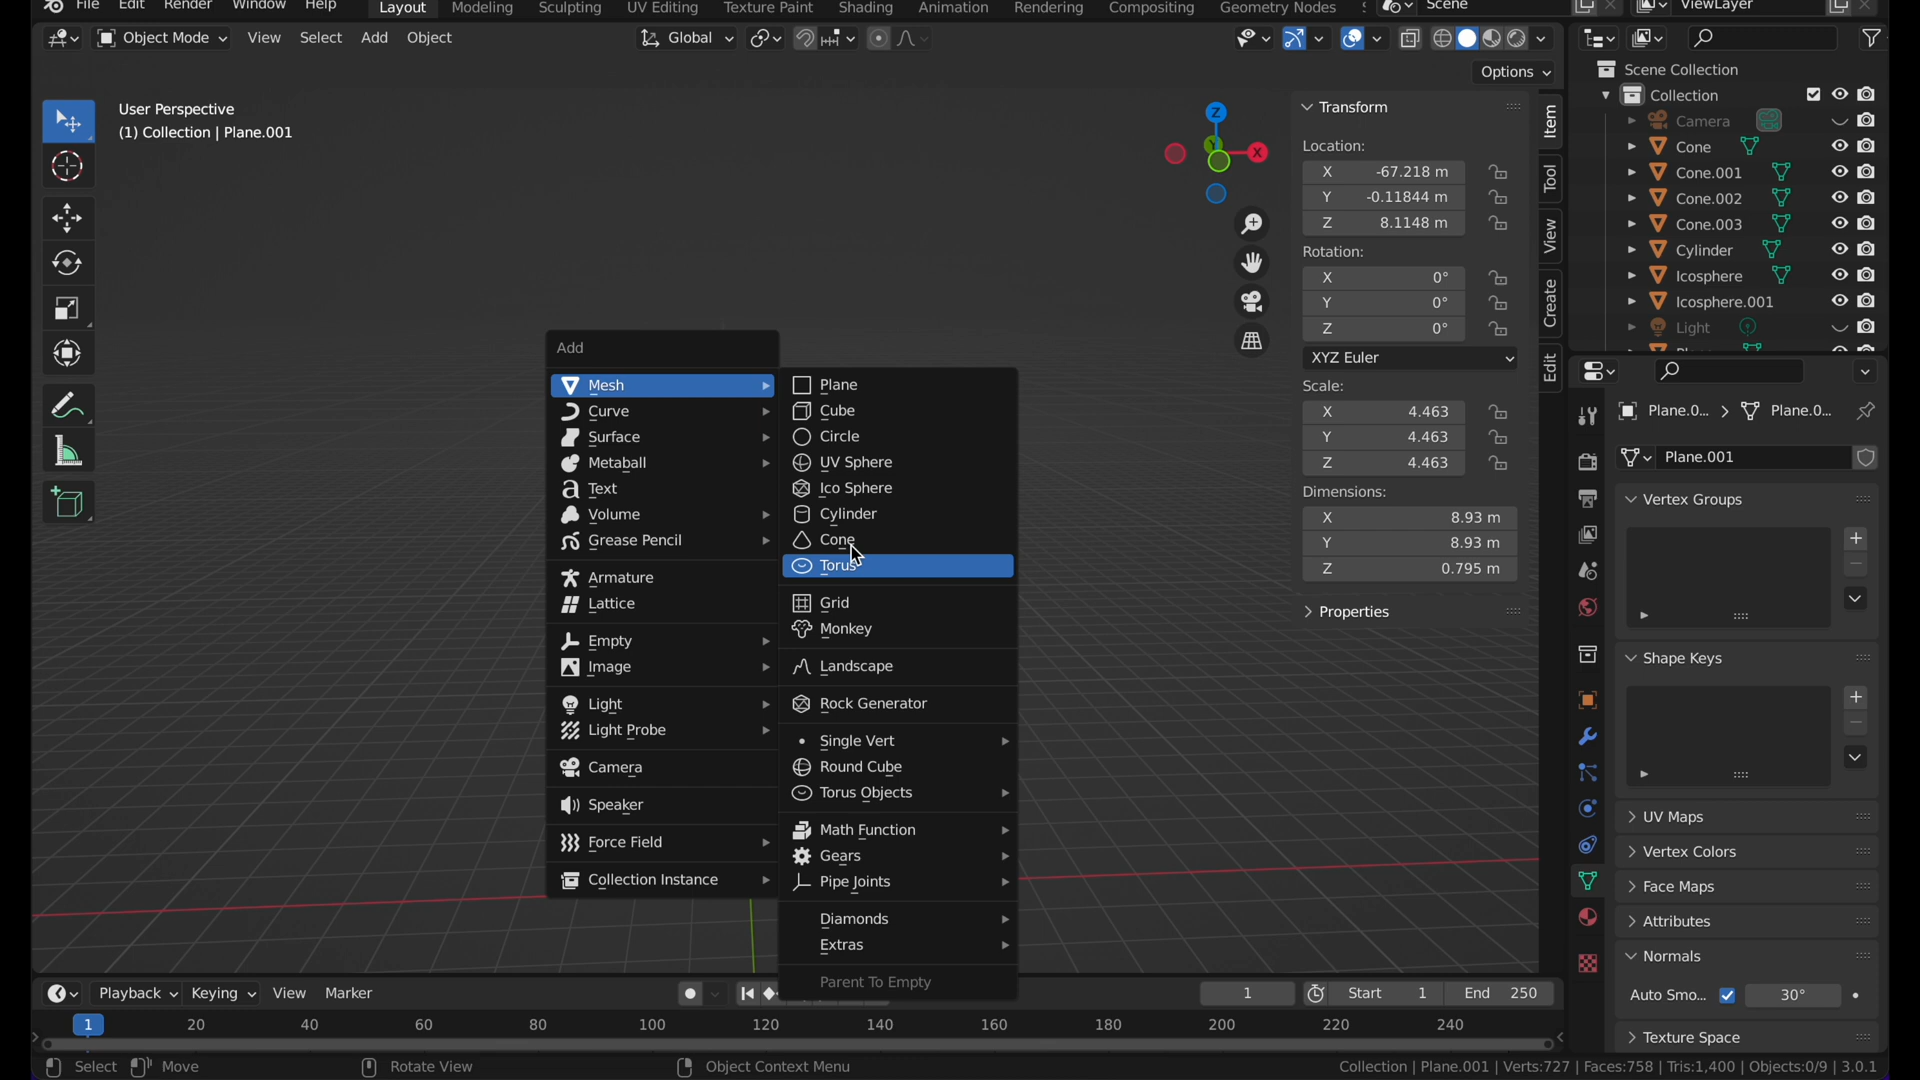 File Edit Render Window Help Layout Modeling Sculpting UV Editing Texture Paint Shading Animation Rendering Compositing Geometry Nodes Scene ViewLayer
Object Mode View Select Add Object Global
Options
User Perspective
(1) Collection | Plane.001
Z
Y
X
Transform
Location:
X -67.218 m
Y -0.11844 m
Z 8.1148 m
Rotation:
X 0°
Y 0°
Z 0°
XYZ Euler
Scale:
X 4.463
Y 4.463
Z 4.463
Dimensions:
X 8.93 m
Y 8.93 m
Z 0.795 m
Properties
Item
Tool
View
Create
Edit
Scene Collection
Collection
Camera
Cone
Cone.001
Cone.002
Cone.003
Cylinder
Icosphere
Icosphere.001
Light
Plane.0... > Plane.0...
Plane.001
Vertex Groups
Shape Keys
UV Maps
Vertex Colors
Face Maps
Attributes
Normals
Auto Smo... 30°
Texture Space
Add
Mesh
Curve
Surface
Metaball
Text
Volume
Grease Pencil
Armature
Lattice
Empty
Image
Light
Light Probe
Camera
Speaker
Force Field
Collection Instance
Plane
Cube
Circle
UV Sphere
Ico Sphere
Cylinder
Cone
Torus
Grid
Monkey
Landscape
Rock Generator
Single Vert
Round Cube
Torus Objects
Math Function
Gears
Pipe Joints
Diamonds
Extras
Parent To Empty
Playback Keying View Marker 1 Start 1 End 250
1 20 40 60 80 100 120 140 160 180 200 220 240
Select Move Rotate View Object Context Menu Collection | Plane.001 | Verts:727 | Faces:758 | Tris:1,400 | Objects:0/9 | 3.0.1